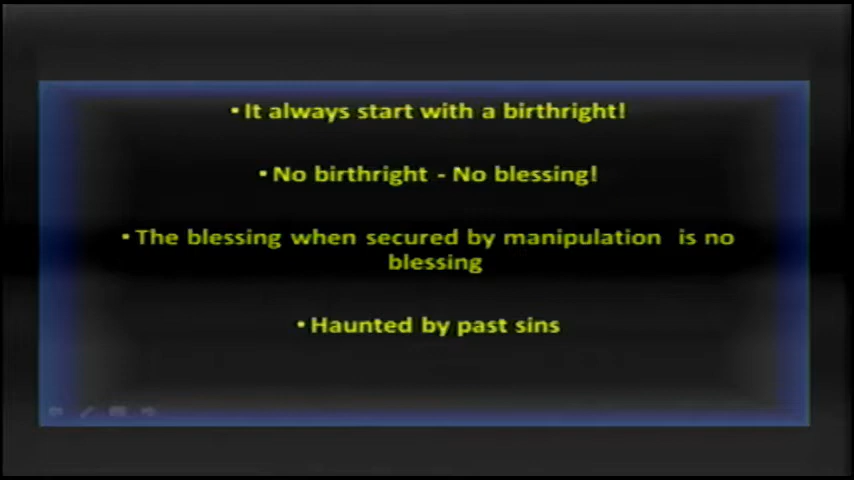 • It always start with a birthright!
• No birthright - No blessing!
• The blessing when secured by manipulation is no
blessing
• Haunted by past sins